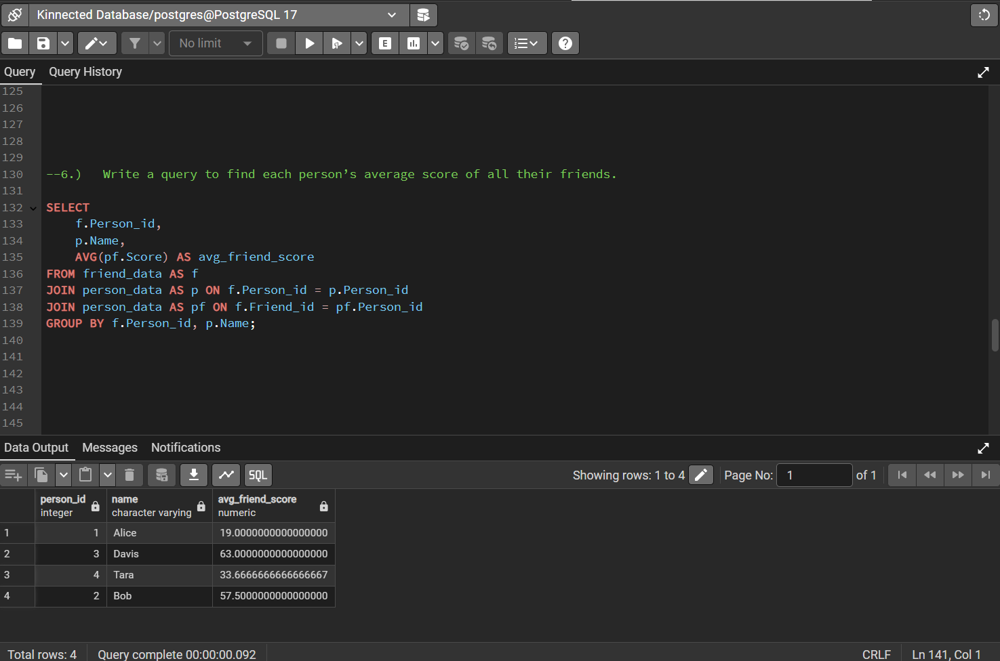 Kinnected Database/postgres@PostgreSQL 17
No limit
E
Query Query History
125
126
127
128
129
130 --6.) Write a query to find each person’s average score of all their friends.
131
132 SELECT
133 f.Person_id,
134 p.Name,
135 AVG(pf.Score) AS avg_friend_score
136 FROM friend_data AS f
137 JOIN person_data AS p ON f.Person_id = p.Person_id
138 JOIN person_data AS pf ON f.Friend_id = pf.Person_id
139 GROUP BY f.Person_id, p.Name;
140
141
142
143
144
145
Data Output Messages Notifications
SQL Showing rows: 1 to 4 Page No: 1 of 1
person_id name avg_friend_score
integer character varying numeric
1 1 Alice 19.0000000000000000
2 3 Davis 63.0000000000000000
3 4 Tara 33.6666666666666667
4 2 Bob 57.5000000000000000
Total rows: 4 Query complete 00:00:00.092 CRLF Ln 141, Col 1